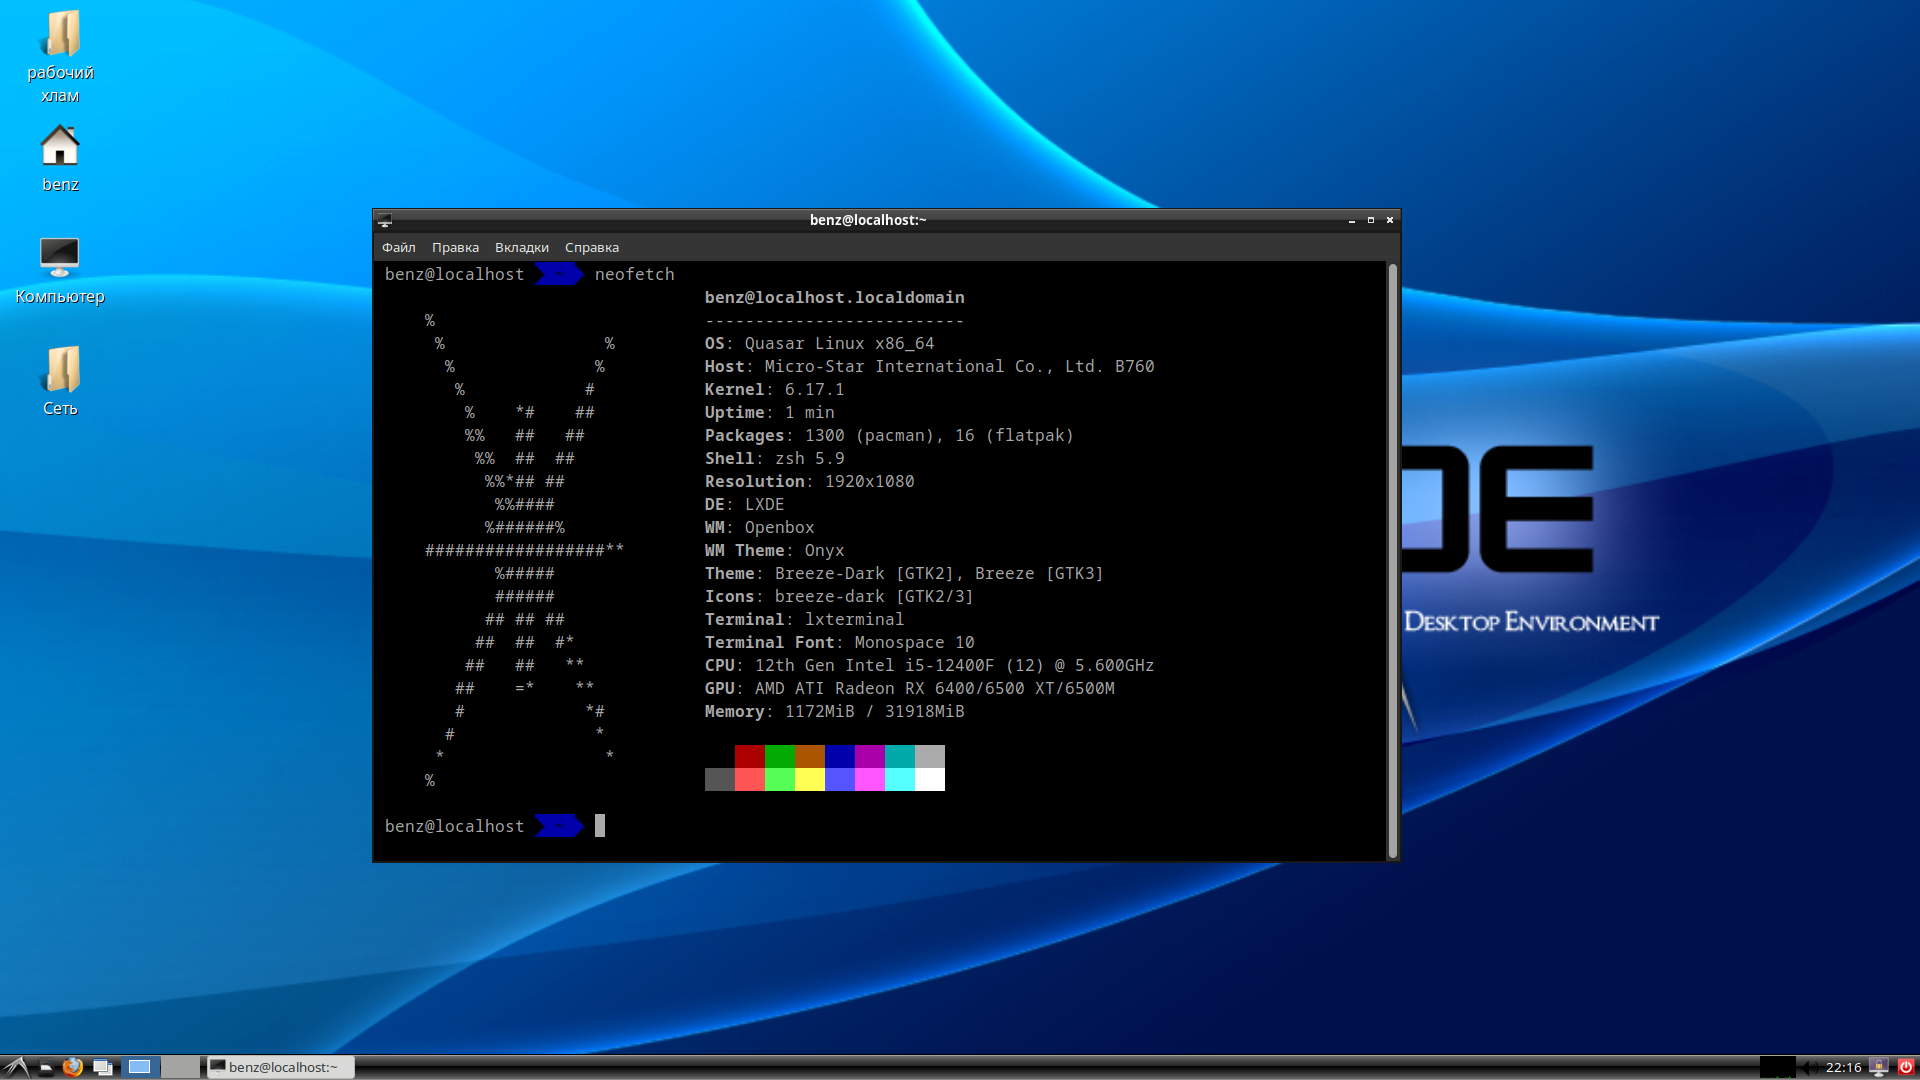 рабочий
хлам
benz
Компьютер
Сеть
benz@localhost:~
Файл Правка Вкладки Справка
benz@localhost ~ neofetch
benz@localhost.localdomain
% --------------------------
% % OS: Quasar Linux x86_64
% % Host: Micro-Star International Co., Ltd. B760
% # Kernel: 6.17.1
% *# ## Uptime: 1 min
%% ## ## Packages: 1300 (pacman), 16 (flatpak)
%% ## ## Shell: zsh 5.9
%%*## ## Resolution: 1920x1080
%%#### DE: LXDE
%######% WM: Openbox
##################** WM Theme: Onyx
%##### Theme: Breeze-Dark [GTK2], Breeze [GTK3]
###### Icons: breeze-dark [GTK2/3]
## ## ## Terminal: lxterminal
## ## #* Terminal Font: Monospace 10
## ## ** CPU: 12th Gen Intel i5-12400F (12) @ 5.600GHz
## =* ** GPU: AMD ATI Radeon RX 6400/6500 XT/6500M
# *# Memory: 1172MiB / 31918MiB
# *
* *
%
benz@localhost ~
DE
Desktop Environment
benz@localhost:~
22:16